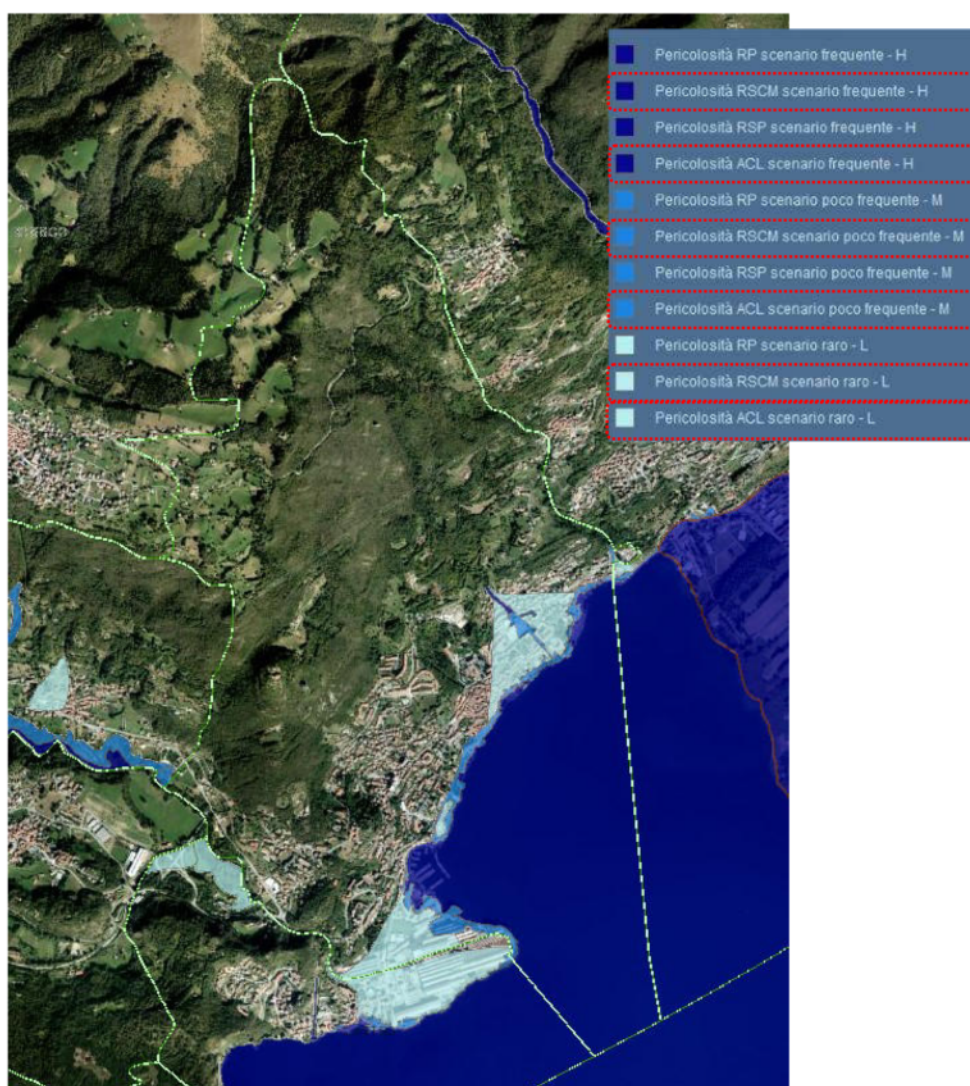 Pericolosità RP scenario frequente - H
Pericolosità RSCM scenario frequente - H
Pericolosità RSP scenario frequente - H
Pericolosità ACL scenario frequente - H
Pericolosità RP scenario poco frequente - M
Pericolosità RSCM scenario poco frequente - M
Pericolosità RSP scenario poco frequente - M
Pericolosità ACL scenario poco frequente - M
Pericolosità RP scenario raro - L
Pericolosità RSCM scenario raro - L
Pericolosità ACL scenario raro - L